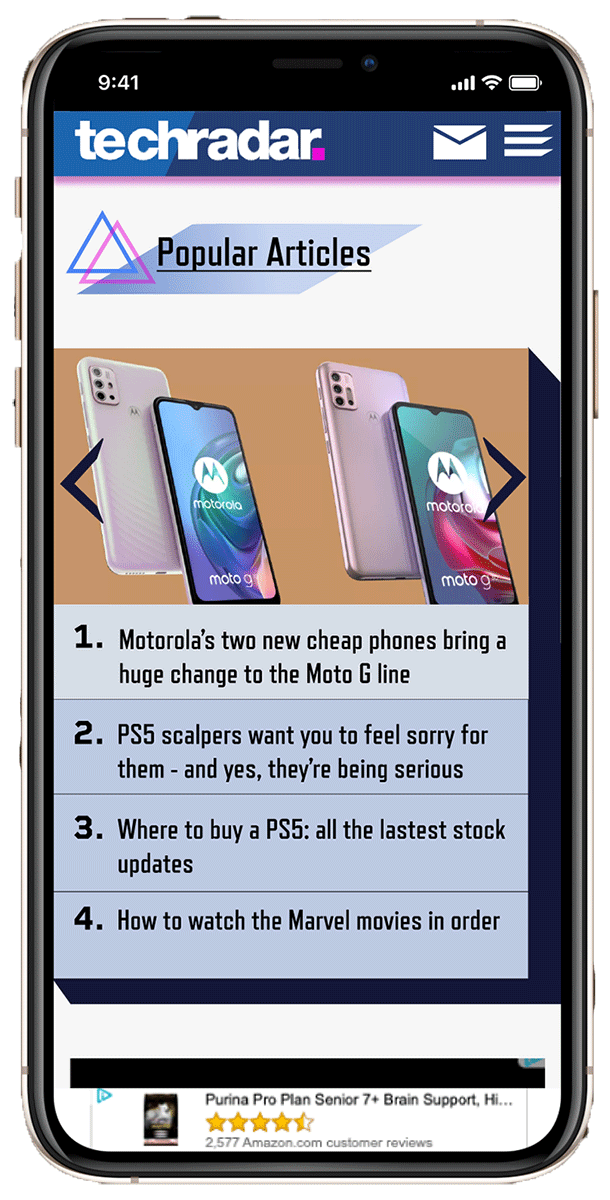 9:41
techradar.
Popular Articles
motorola
moto g
motorol
moto g
1. Motorola's two new cheap phones bring a
huge change to the Moto G line
2. PS5 scalpers want you to feel sorry for
them - and yes, they're being serious
3. Where to buy a PS5: all the lastest stock
updates
4. How to watch the Marvel movies in order
Purina Pro Plan Senior 7+ Brain Support, Hi...
2,577 Amazon.com customer reviews